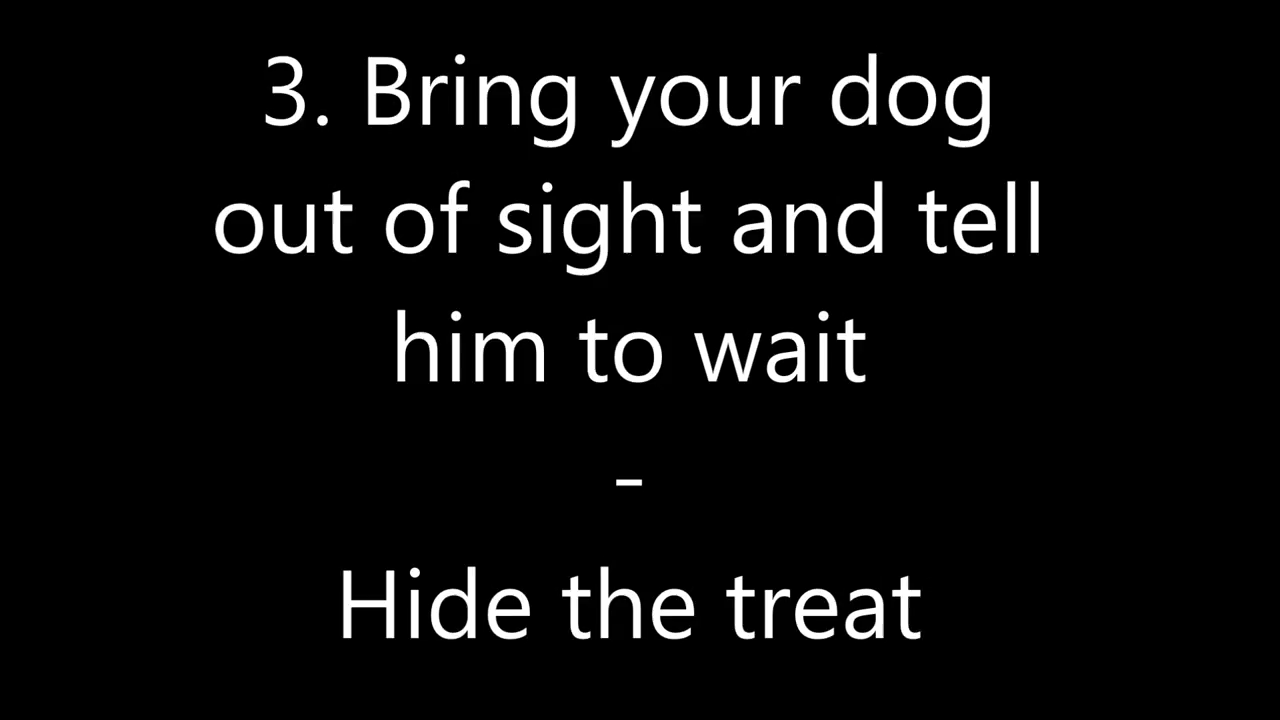 3. Bring your dog
out of sight and tell
him to wait
-
Hide the treat